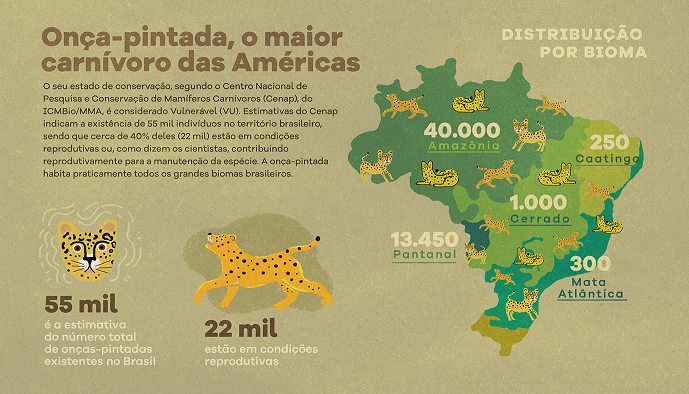 Onça-pintada, o maior
carnívoro das Américas
O seu estado de conservação, segundo o Centro Nacional de
Pesquisa e Conservação de Mamíferos Carnívoros (Cenap), do
ICMBio/MMA, é considerado Vulnerável (VU). Estimativas do Cenap
indicam a existência de 55 mil indivíduos no território brasileiro,
sendo que cerca de 40% deles (22 mil) estão em condições
reprodutivas ou, como dizem os cientistas, contribuindo
reprodutivamente para a manutenção da espécie. A onça-pintada
habita praticamente todos os grandes biomas brasileiros.
55 mil
é a estimativa
do número total
de onças-pintadas
existentes no Brasil
22 mil
estão em condições
reprodutivas
DISTRIBUIÇÃO
POR BIOMA
40.000
Amazônia
250
Caatinga
1.000
Cerrado
13.450
Pantanal
300
Mata
Atlântica